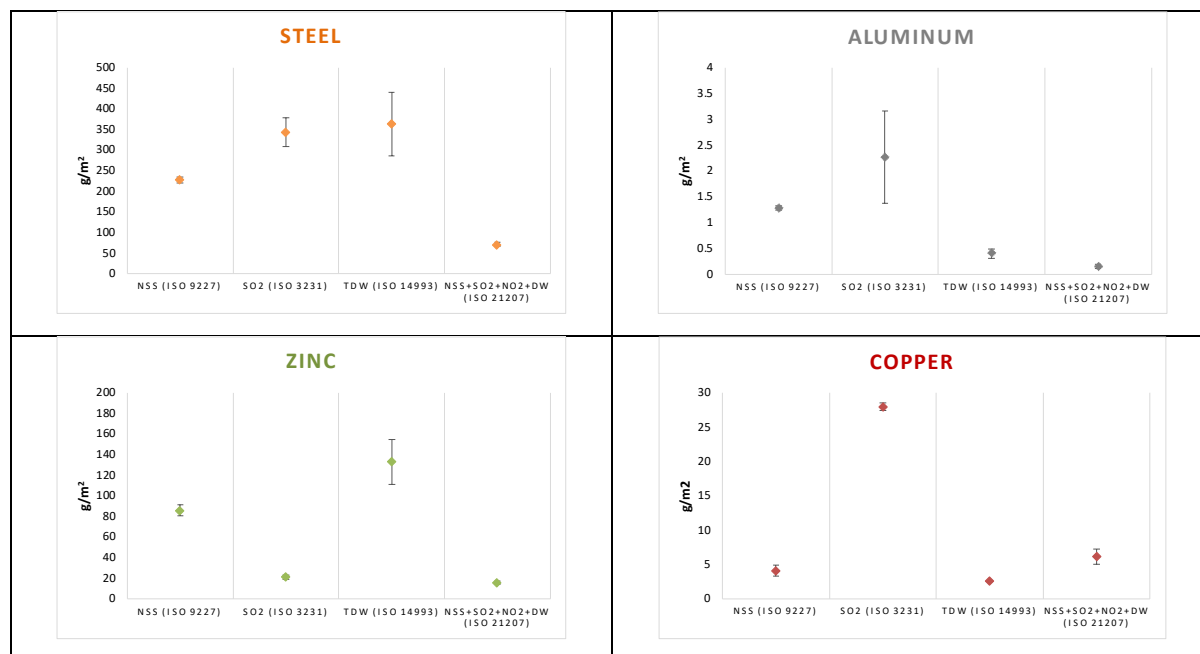 STEEL
500
450
400
350
300
250
200
150
100
50
0
g/m²
NSS (ISO 9227)
SO2 (ISO 3231)
TDW (ISO 14993)
NSS+SO2+NO2+DW
(ISO 21207)
ALUMINUM
4
3.5
3
2.5
2
1.5
1
0.5
0
g/m²
NSS (ISO 9227)
SO2 (ISO 3231)
TDW (ISO 14993)
NSS+SO2+NO2+DW
(ISO 21207)
ZINC
200
180
160
140
120
100
80
60
40
20
0
g/m²
NSS (ISO 9227)
SO2 (ISO 3231)
TDW (ISO 14993)
NSS+SO2+NO2+DW
(ISO 21207)
COPPER
30
25
20
15
10
5
0
g/m2
NSS (ISO 9227)
SO2 (ISO 3231)
TDW (ISO 14993)
NSS+SO2+NO2+DW
(ISO 21207)